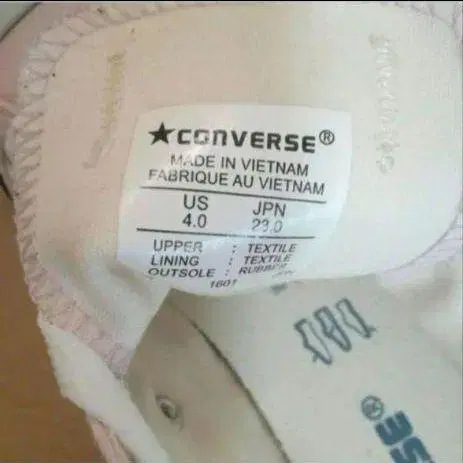 ★CONVERSE®
MADE IN VIETNAM
FABRIQUE AU VIETNAM
US JPN
4.0 23.0
UPPER : TEXTILE
LINING : TEXTILE
OUTSOLE : RUBBER
1601
SE ®